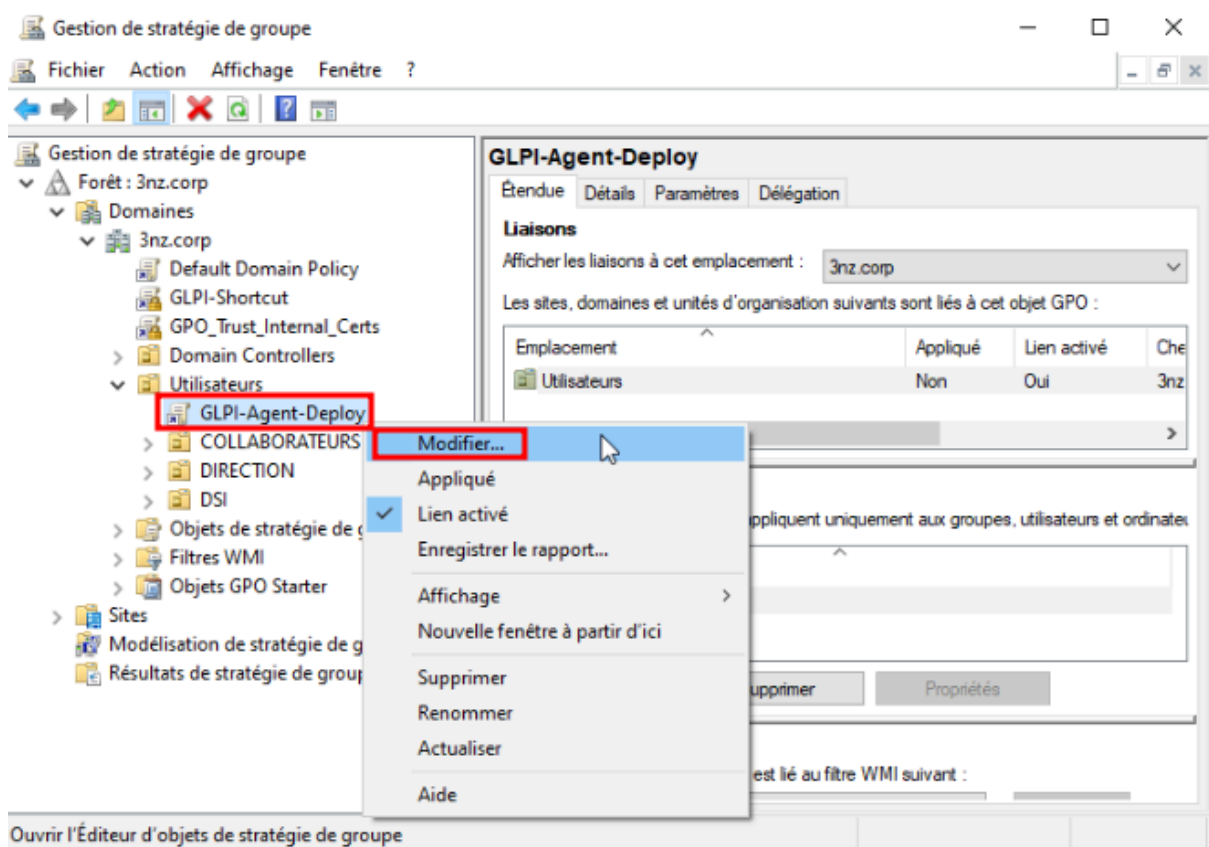 Gestion de stratégie de groupe
Fichier Action Affichage Fenêtre ?
Gestion de stratégie de groupe
Forêt : 3nz.corp
Domaines
3nz.corp
Default Domain Policy
GLPI-Shortcut
GPO_Trust_Internal_Certs
Domain Controllers
Utilisateurs
GLPI-Agent-Deploy
COLLABORATEURS
DIRECTION
DSI
Objets de stratégie de
Filtres WMI
Objets GPO Starter
Sites
Modélisation de stratégie de
Résultats de stratégie de
Modifier...
Appliqué
Lien activé
Enregistrer le rapport...
Affichage
Nouvelle fenêtre à partir d'ici
Supprimer
Renommer
Actualiser
Aide
GLPI-Agent-Deploy
Étendue Détails Paramètres Délégation
Liaisons
Afficher les liaisons à cet emplacement : 3nz.corp
Les sites, domaines et unités d'organisation suivants sont liés à cet objet GPO :
Emplacement Appliqué Lien activé Che
Utilisateurs Non Oui 3nz
uniquement aux groupes, utilisateurs et
Propriétés
est lié au filtre WMI suivant :
Ouvrir l'Éditeur d'objets de stratégie de groupe